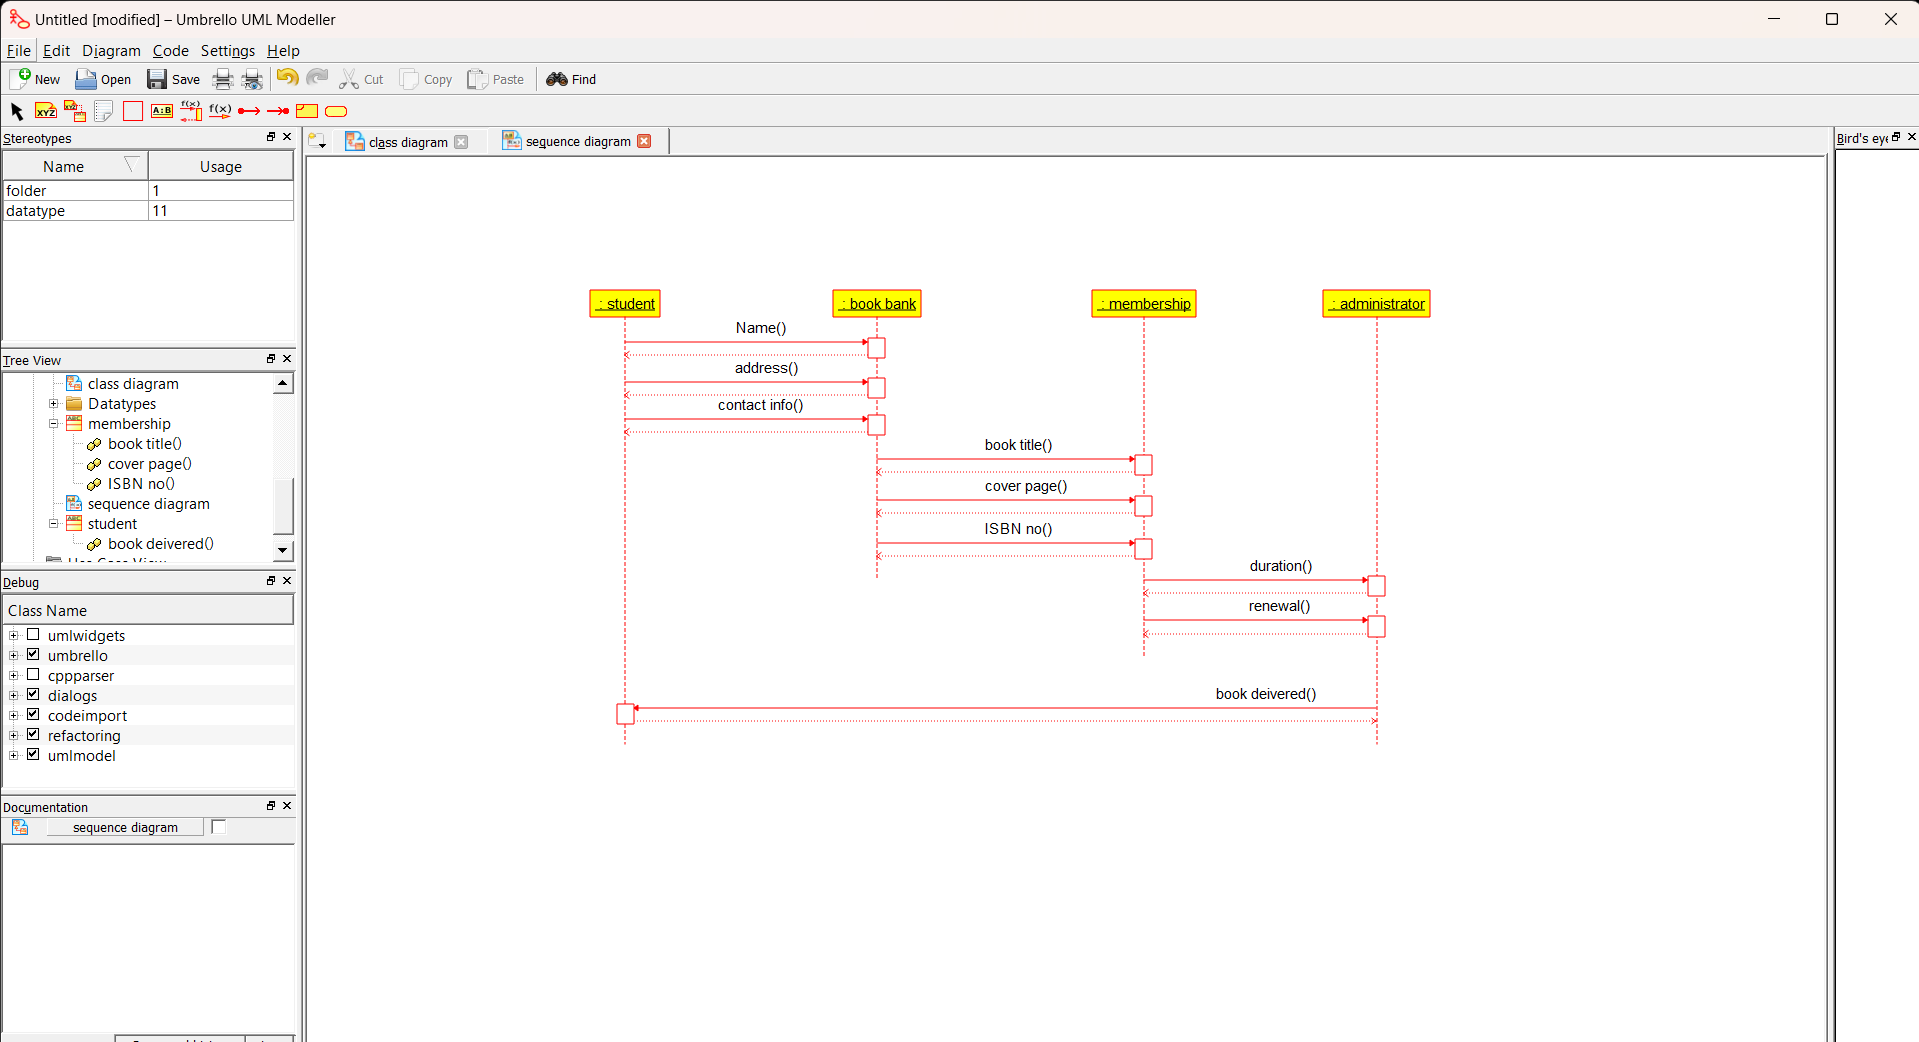 Untitled [modified] – Umbrello UML Modeller
File Edit Diagram Code Settings Help
New Open Save Cut Copy Paste Find
XYZ XYZ A:B f(x) f(x)
Stereotypes
Name Usage
folder 1
datatype 11
Tree View
class diagram
Datatypes
membership
book title()
cover page()
ISBN no()
sequence diagram
student
book deivered()
Debug
Class Name
umlwidgets
umbrello
cppparser
dialogs
codeimport
refactoring
umlmodel
Documentation
sequence diagram
class diagram sequence diagram
: student : book bank : membership : administrator
Name()
address()
contact info()
book title()
cover page()
ISBN no()
duration()
renewal()
book deivered()
Bird's eye